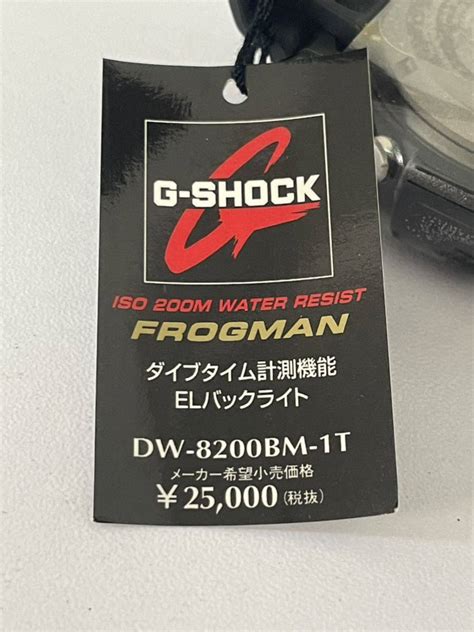 G-SHOCK
ISO 200M WATER RESIST
FROGMAN
ダイブタイム計測機能
ELバックライト
DW-8200BM-1T
メーカー希望小売価格
￥25,000(税抜)